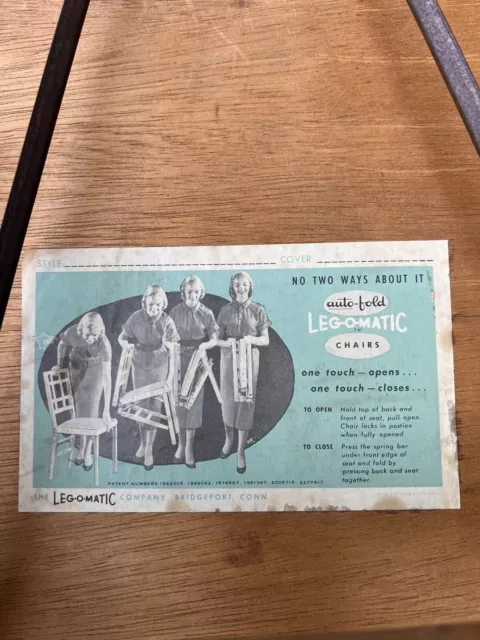 STYLE COVER
NO TWO WAYS ABOUT IT
auto-fold
LEG-O-MATIC
CHAIRS
one touch — opens...
one touch — closes...
TO OPEN Hold top of back and
front of seat, pull open.
Chair locks in position
when fully opened.
TO CLOSE Press the spring bar
under front edge of
seat and fold by
pressing back and seat
together.
PATENT NUMBERS
THE LEG-O-MATIC COMPANY BRIDGEPORT, CONN